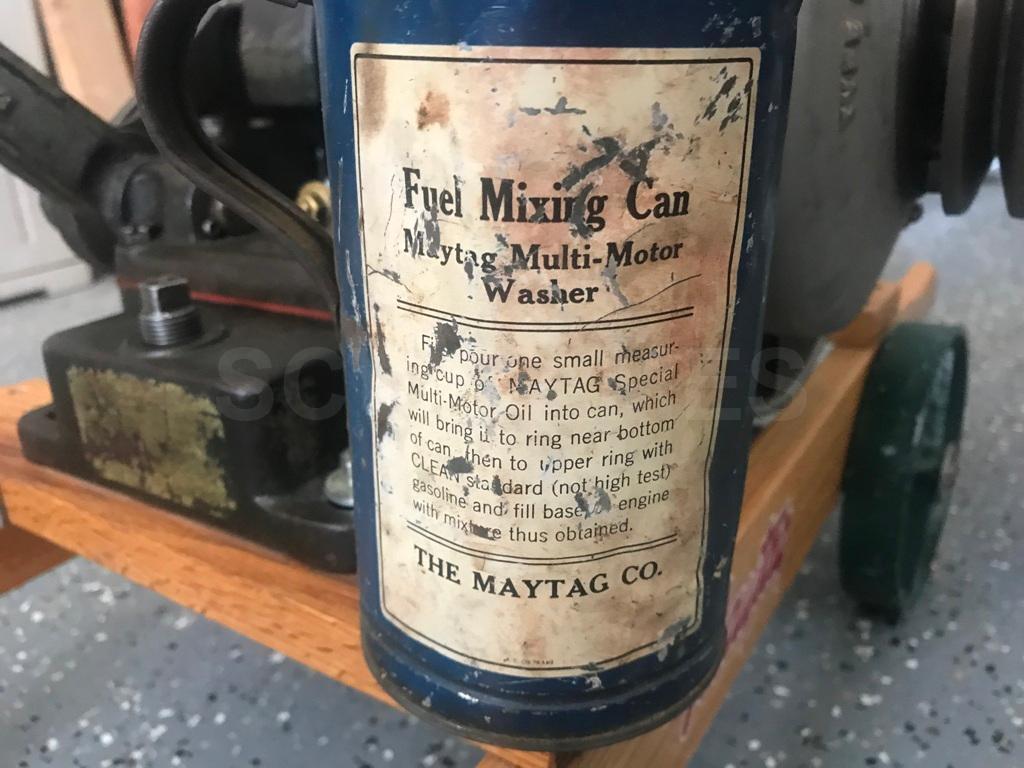 Fuel Mixing Can
Maytag Multi-Motor
Washer
First pour one small measur-
ing cup of MAYTAG Special
Multi-Motor Oil into can, which
will bring it to ring near bottom
of can, then to upper ring with
CLEAN standard (not high test)
gasoline and fill base of engine
with mixture thus obtained.
THE MAYTAG CO.